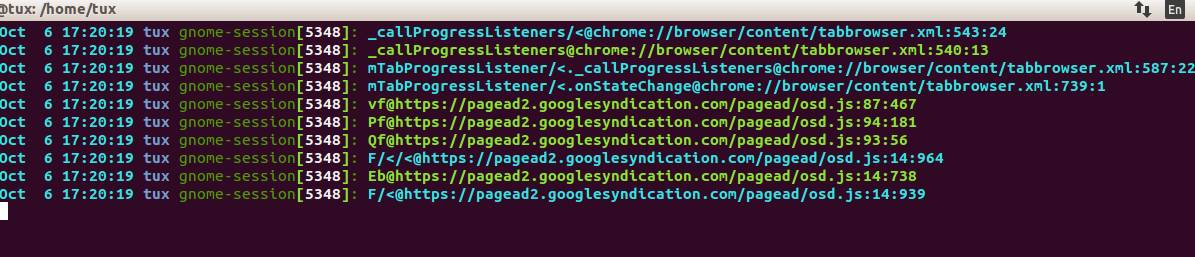 @tux: /home/tux
En
Oct  6 17:20:19 tux gnome-session[5348]: _callProgressListeners/<@chrome://browser/content/tabbrowser.xml:543:24
Oct  6 17:20:19 tux gnome-session[5348]: _callProgressListeners@chrome://browser/content/tabbrowser.xml:540:13
Oct  6 17:20:19 tux gnome-session[5348]: mTabProgressListener/<._callProgressListeners@chrome://browser/content/tabbrowser.xml:587:22
Oct  6 17:20:19 tux gnome-session[5348]: mTabProgressListener/<.onStateChange@chrome://browser/content/tabbrowser.xml:739:1
Oct  6 17:20:19 tux gnome-session[5348]: vf@https://pagead2.googlesyndication.com/pagead/osd.js:87:467
Oct  6 17:20:19 tux gnome-session[5348]: Pf@https://pagead2.googlesyndication.com/pagead/osd.js:94:181
Oct  6 17:20:19 tux gnome-session[5348]: Qf@https://pagead2.googlesyndication.com/pagead/osd.js:93:56
Oct  6 17:20:19 tux gnome-session[5348]: F/</<@https://pagead2.googlesyndication.com/pagead/osd.js:14:964
Oct  6 17:20:19 tux gnome-session[5348]: Eb@https://pagead2.googlesyndication.com/pagead/osd.js:14:738
Oct  6 17:20:19 tux gnome-session[5348]: F/<@https://pagead2.googlesyndication.com/pagead/osd.js:14:939